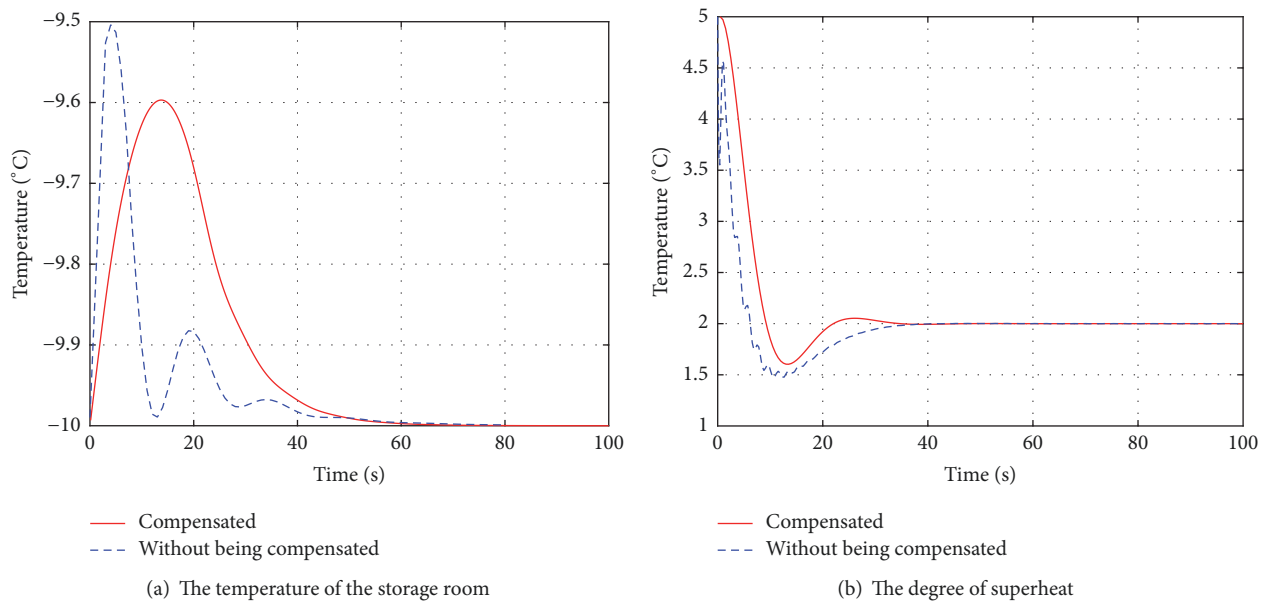 −9.5
−9.6
−9.7
−9.8
−9.9
−10
Temperature (°C)
0 20 40 60 80 100
Time (s)
Compensated
Without being compensated
(a) The temperature of the storage room
5
4.5
4
3.5
3
2.5
2
1.5
1
Temperature (°C)
0 20 40 60 80 100
Time (s)
Compensated
Without being compensated
(b) The degree of superheat